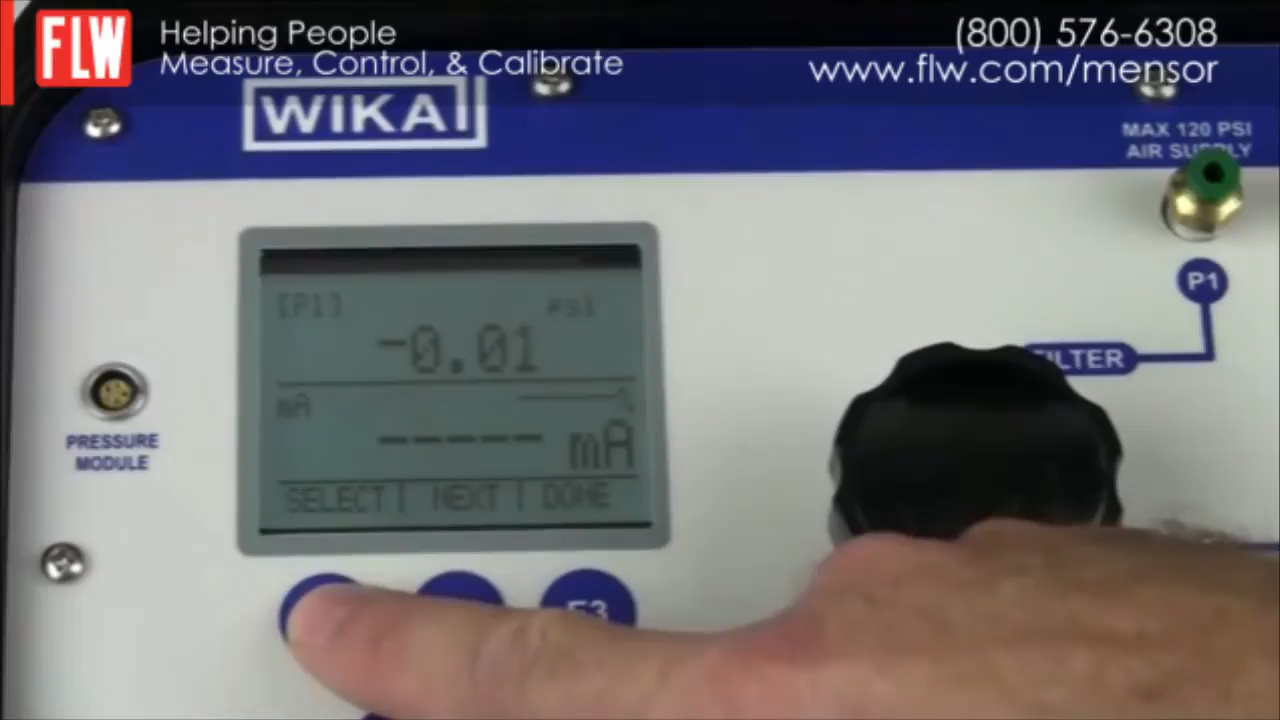 FLW
Helping People
Measure, Control, & Calibrate
(800) 576-6308
www.flw.com/mensor
WIKAI
MAX 120 PSI
AIR SUPPLY
P1
FILTER
[P1] psi
-0.01
mA %
----- mA
SELECT | NEXT | DONE
PRESSURE
MODULE
F3